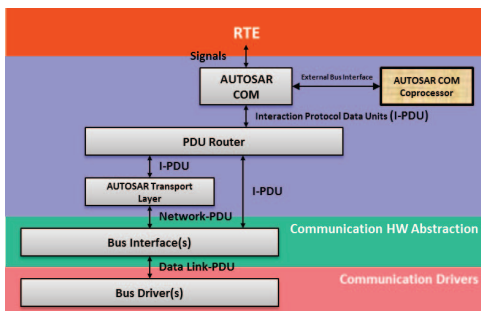 RTE
Signals
AUTOSAR
COM
External Bus Interface
AUTOSAR COM
Coprocessor
Interaction Protocol Data Units (I-PDU)
PDU Router
I-PDU
I-PDU
AUTOSAR Transport
Layer
Network-PDU
Communication HW Abstraction
Bus Interface(s)
Data Link-PDU
Communication Drivers
Bus Driver(s)